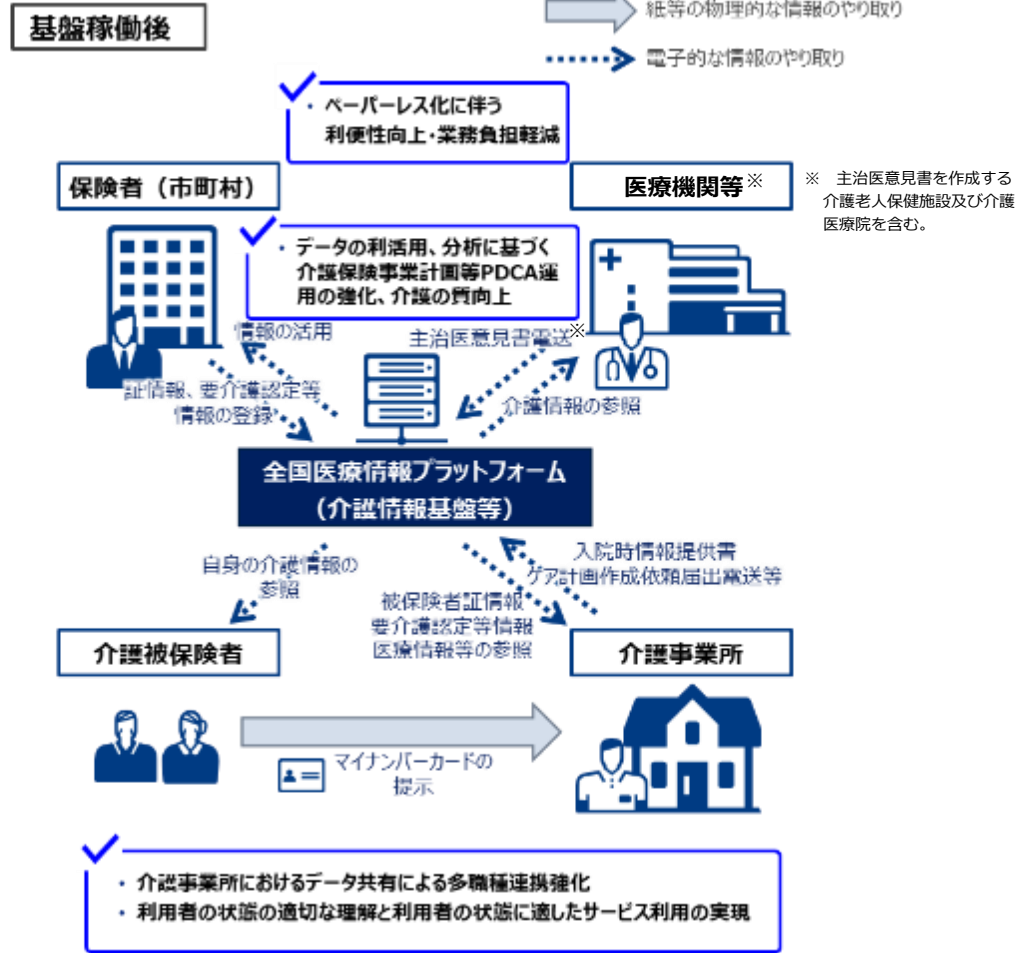 基盤稼働後
紙等の物理的な情報のやり取り
電子的な情報のやり取り
・ ペーパーレス化に伴う
利便性向上・業務負担軽減
保険者（市町村）
医療機関等※
※　主治医意見書を作成する
介護老人保健施設及び介護
医療院を含む。
・ データの利活用、分析に基づく
介護保険事業計画等PDCA運
用の強化、介護の質向上
情報の活用
主治医意見書電送※
証情報、要介護認定等
情報の登録
介護情報の参照
全国医療情報プラットフォーム
（介護情報基盤等）
自身の介護情報の
参照
入院時情報提供書
ケア計画作成依頼届出電送等
被保険者証情報
要介護認定等情報
医療情報等の参照
介護被保険者
介護事業所
マイナンバーカードの
提示
・ 介護事業所におけるデータ共有による多職種連携強化
・ 利用者の状態の適切な理解と利用者の状態に適したサービス利用の実現